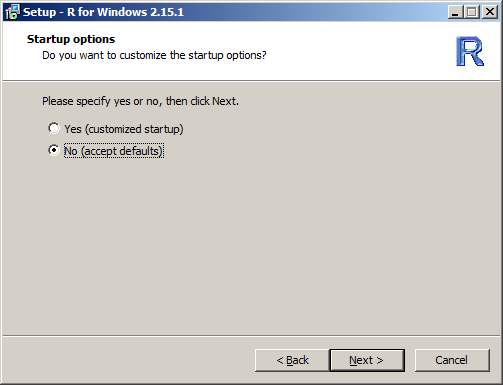 Setup - R for Windows 2.15.1
Startup options
Do you want to customize the startup options?
R
Please specify yes or no, then click Next.
Yes (customized startup)
No (accept defaults)
< Back
Next >
Cancel